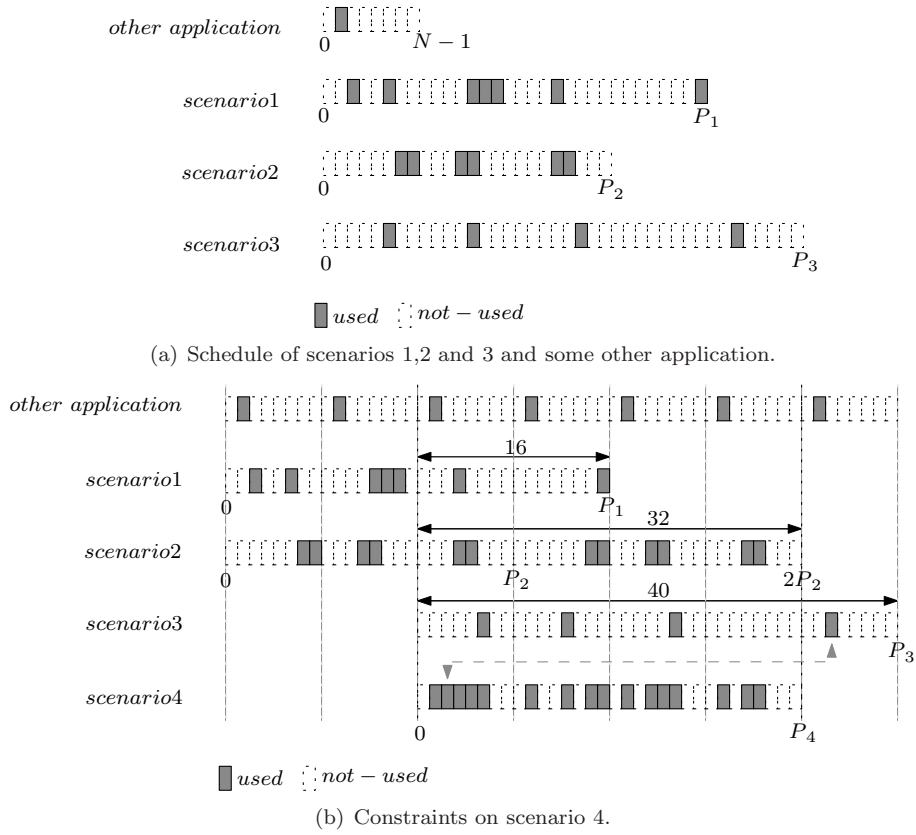 other application
0
N − 1
scenario1
0
P₁
scenario2
0
P₂
scenario3
0
P₃
used not − used
(a) Schedule of scenarios 1,2 and 3 and some other application.
other application
16
scenario1
0
P₁
32
scenario2
0
P₂
2P₂
40
scenario3
P₃
scenario4
0
P₄
used not − used
(b) Constraints on scenario 4.